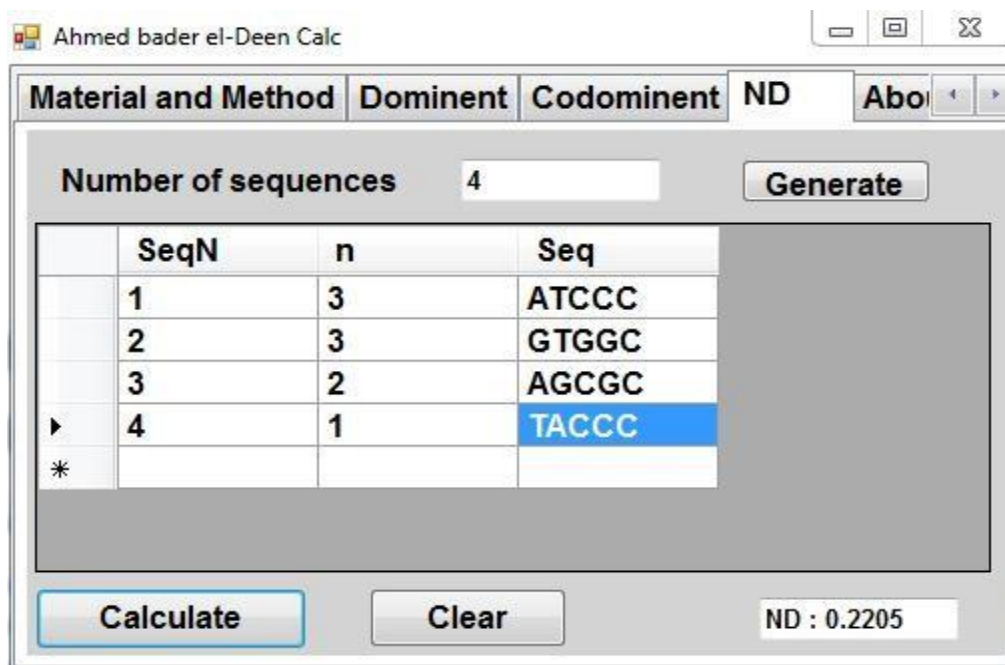 Ahmed bader el-Deen Calc
Material and Method Dominent Codominent ND
Number of sequences 4 Generate
SeqN n Seq
1 3 ATCCC
2 3 GTGGC
3 2 AGCGC
4 1 TACCC
Calculate Clear ND : 0.2205